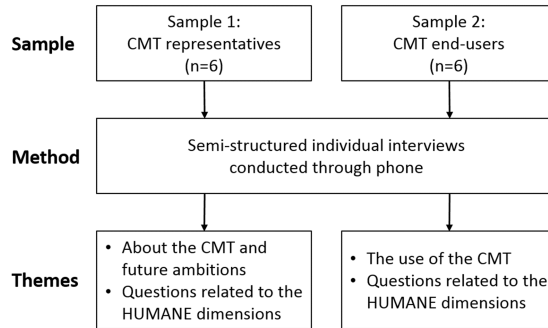 Sample
Sample 1:
CMT representatives
(n=6)
Sample 2:
CMT end-users
(n=6)
Method
Semi-structured individual interviews
conducted through phone
Themes
• About the CMT and
future ambitions
• Questions related to the
HUMANE dimensions
• The use of the CMT
• Questions related to the
HUMANE dimensions